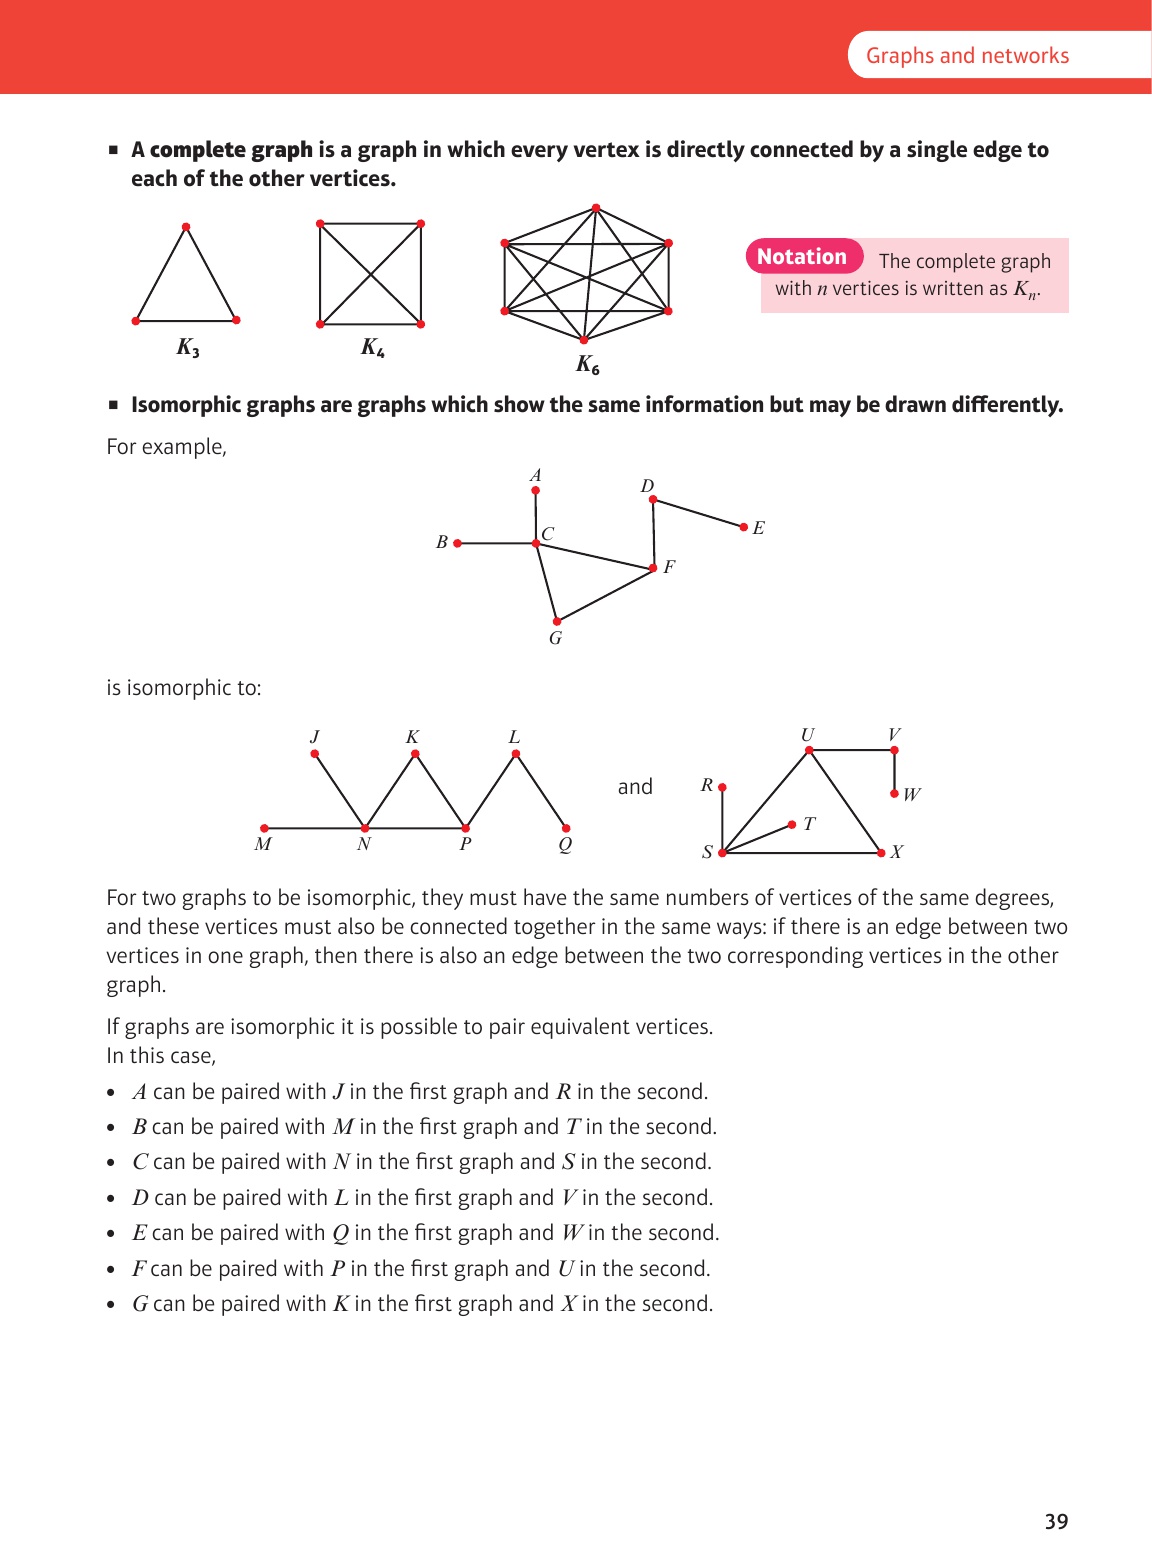 Graphs and networks
▪ A complete graph is a graph in which every vertex is directly connected by a single edge to
each of the other vertices.
Notation The complete graph
with n vertices is written as Kn.
K3
K4
K6
▪ Isomorphic graphs are graphs which show the same information but may be drawn differently.
For example,
A
D
E
B
C
F
G
is isomorphic to:
J K L
M N P Q
and
U V
R
W
T
S X
For two graphs to be isomorphic, they must have the same numbers of vertices of the same degrees,
and these vertices must also be connected together in the same ways: if there is an edge between two
vertices in one graph, then there is also an edge between the two corresponding vertices in the other
graph.
If graphs are isomorphic it is possible to pair equivalent vertices.
In this case,
• A can be paired with J in the first graph and R in the second.
• B can be paired with M in the first graph and T in the second.
• C can be paired with N in the first graph and S in the second.
• D can be paired with L in the first graph and V in the second.
• E can be paired with Q in the first graph and W in the second.
• F can be paired with P in the first graph and U in the second.
• G can be paired with K in the first graph and X in the second.
39